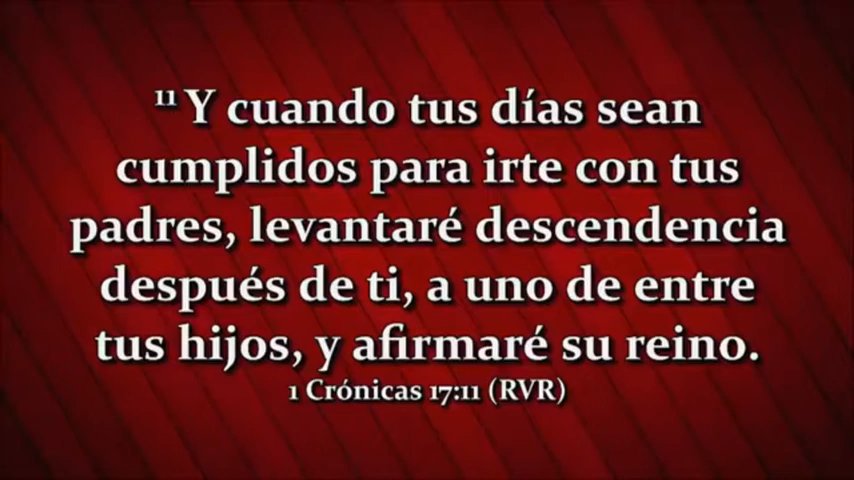 11 Y cuando tus días sean
cumplidos para irte con tus
padres, levantaré descendencia
después de ti, a uno de entre
tus hijos, y afirmaré su reino.
1 Crónicas 17:11 (RVR)